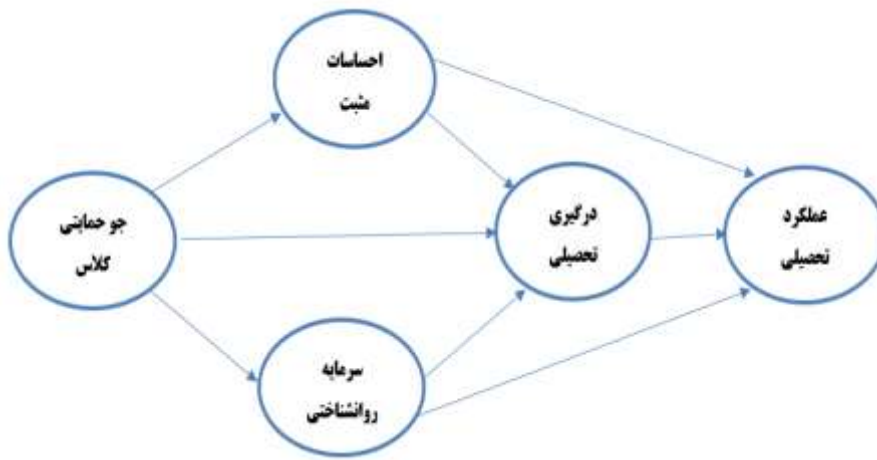 احساسات
مثبت
جو حمایتی
کلاس
درگیری
تحصیلی
عملکرد
تحصیلی
سرمایه
روانشناختی